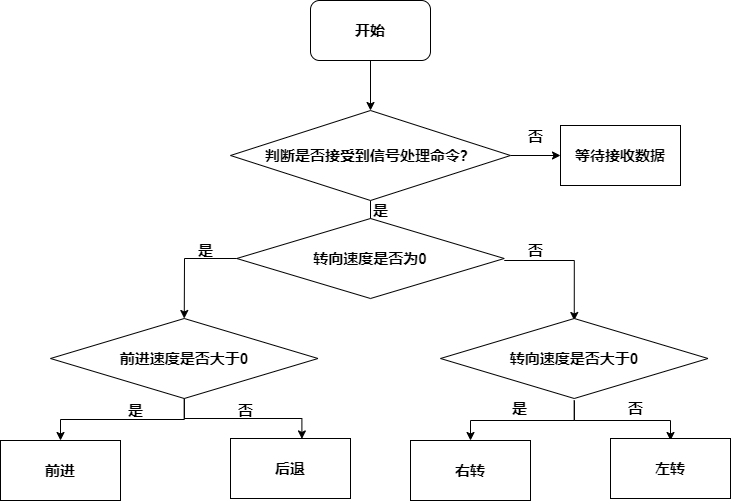 开始
判断是否接受到信号处理命令？
否
等待接收数据
是
转向速度是否为0
是
否
前进速度是否大于0
转向速度是否大于0
是
否
是
否
前进
后退
右转
左转